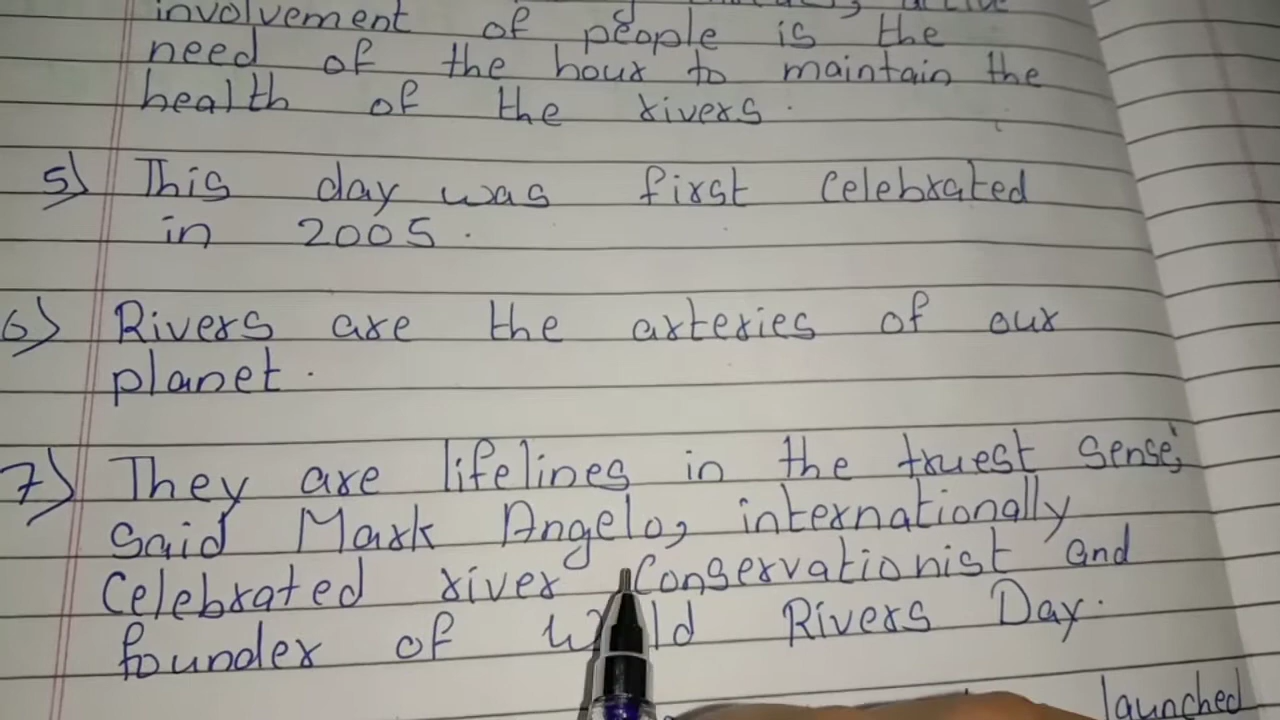 involvement of people is the
need of the hour to maintain the
health of the rivers.
5) This day was first celebrated
in 2005.
6) Rivers are the arteries of our
planet.
7) They are lifelines in the truest sense,'
said Mark Angelo, internationally
celebrated river conservationist and
founder of World Rivers Day.
launched